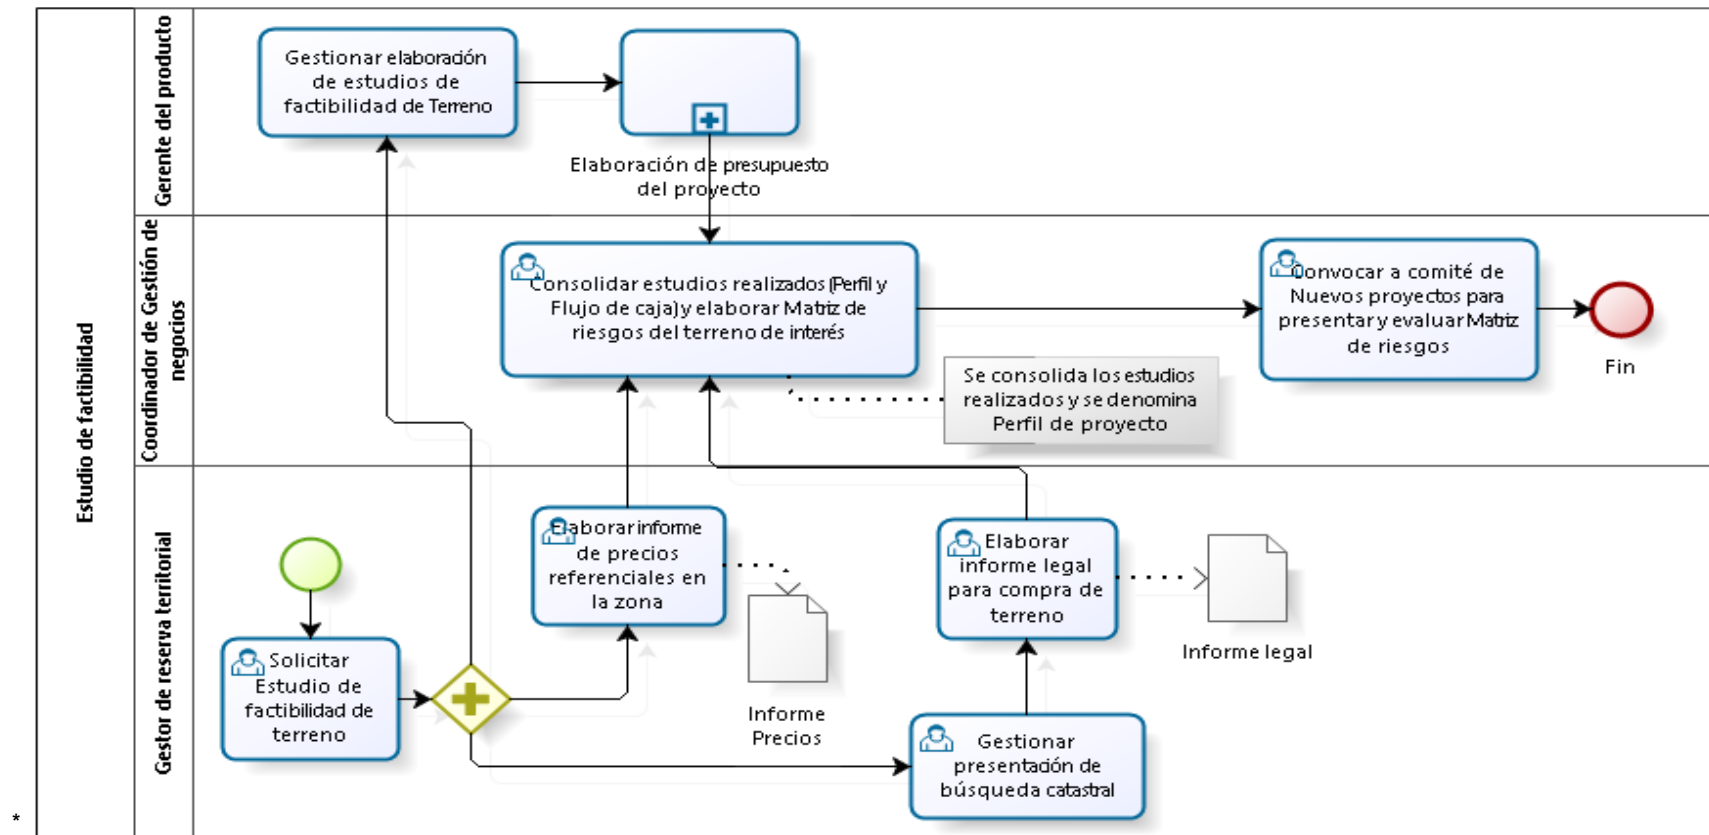 Estudio de factibilidad
Gerente del producto
Gestionar elaboración
de estudios de
factibilidad de Terreno
Elaboración de presupuesto
del proyecto
Coordinador de Gestión de
negocios
Consolidar estudios realizados (Perfil y
Flujo de caja) y elaborar Matriz de
riesgos del terreno de interés
Convocar a comité de
Nuevos proyectos para
presentar y evaluar Matriz
de riesgos
Fin
Se consolida los estudios
realizados y se denomina
Perfil de proyecto
Gestor de reserva territorial
Solicitar
Estudio de
factibilidad de
terreno
Elaborar informe
de precios
referenciales en
la zona
Informe
Precios
Elaborar
informe legal
para compra de
terreno
Informe legal
Gestionar
presentación de
búsqueda catastral
*